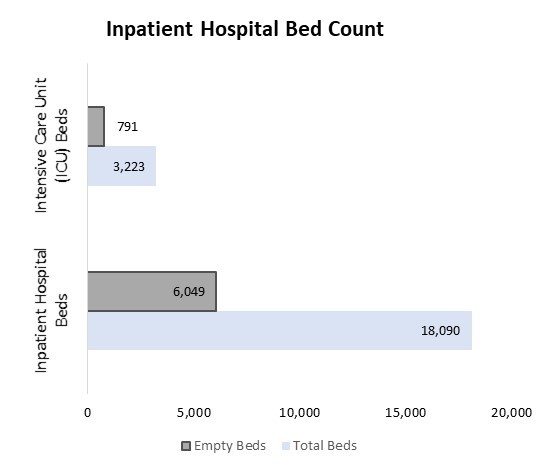 Inpatient Hospital Bed Count
Intensive Care Unit
(ICU) Beds
791
3,223
Inpatient Hospital
Beds
6,049
18,090
0 5,000 10,000 15,000 20,000
Empty Beds Total Beds